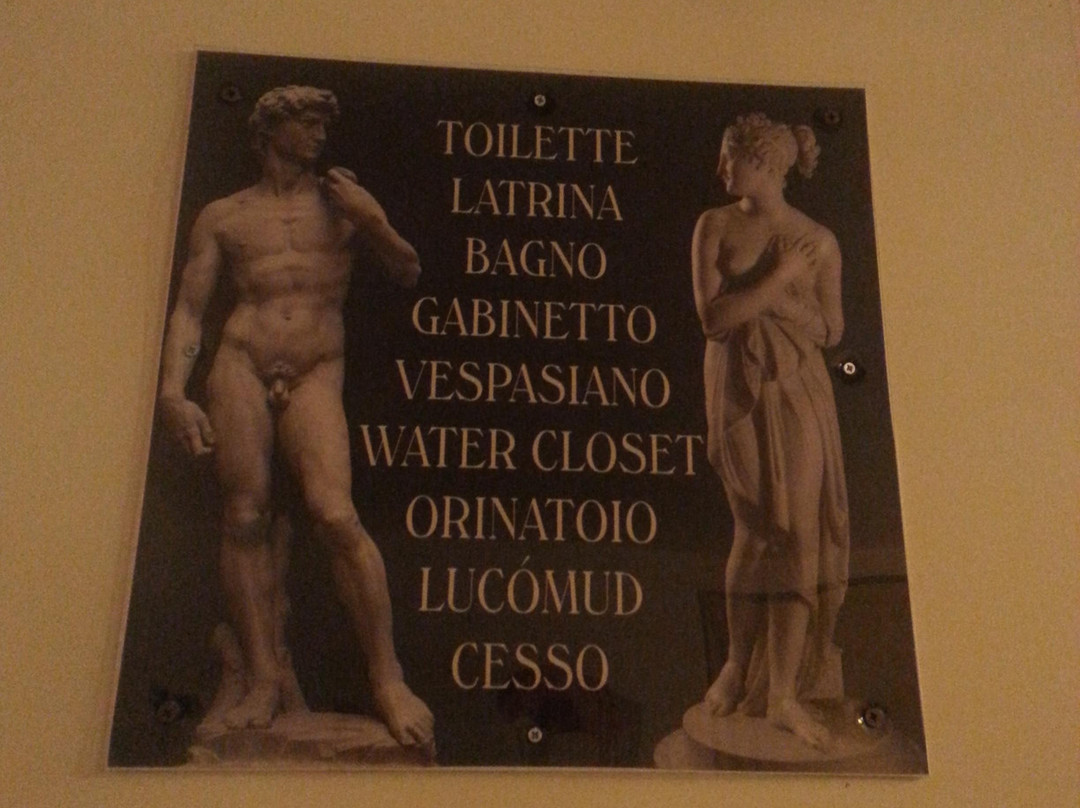 TOILETTE
LATRINA
BAGNO
GABINETTO
VESPASIANO
WATER CLOSET
ORINATOIO
LUCÓMUD
CESSO